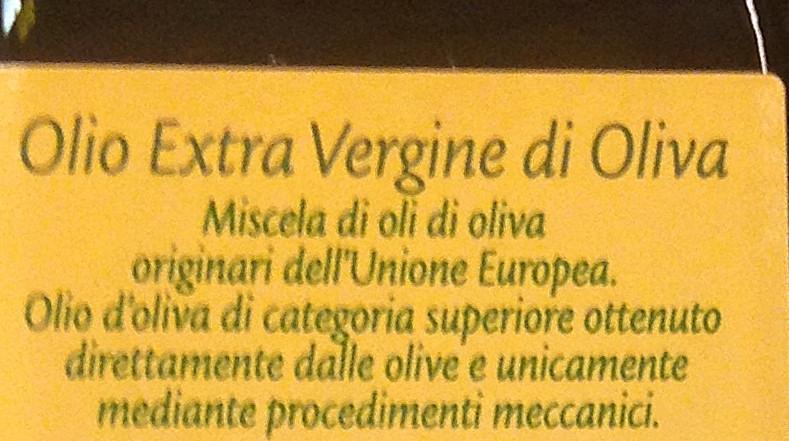 Olio Extra Vergine di Oliva
Miscela di oli di oliva
originari dell'Unione Europea.
Olio d'oliva di categoria superiore ottenuto
direttamente dalle olive e unicamente
mediante procedimenti meccanici.